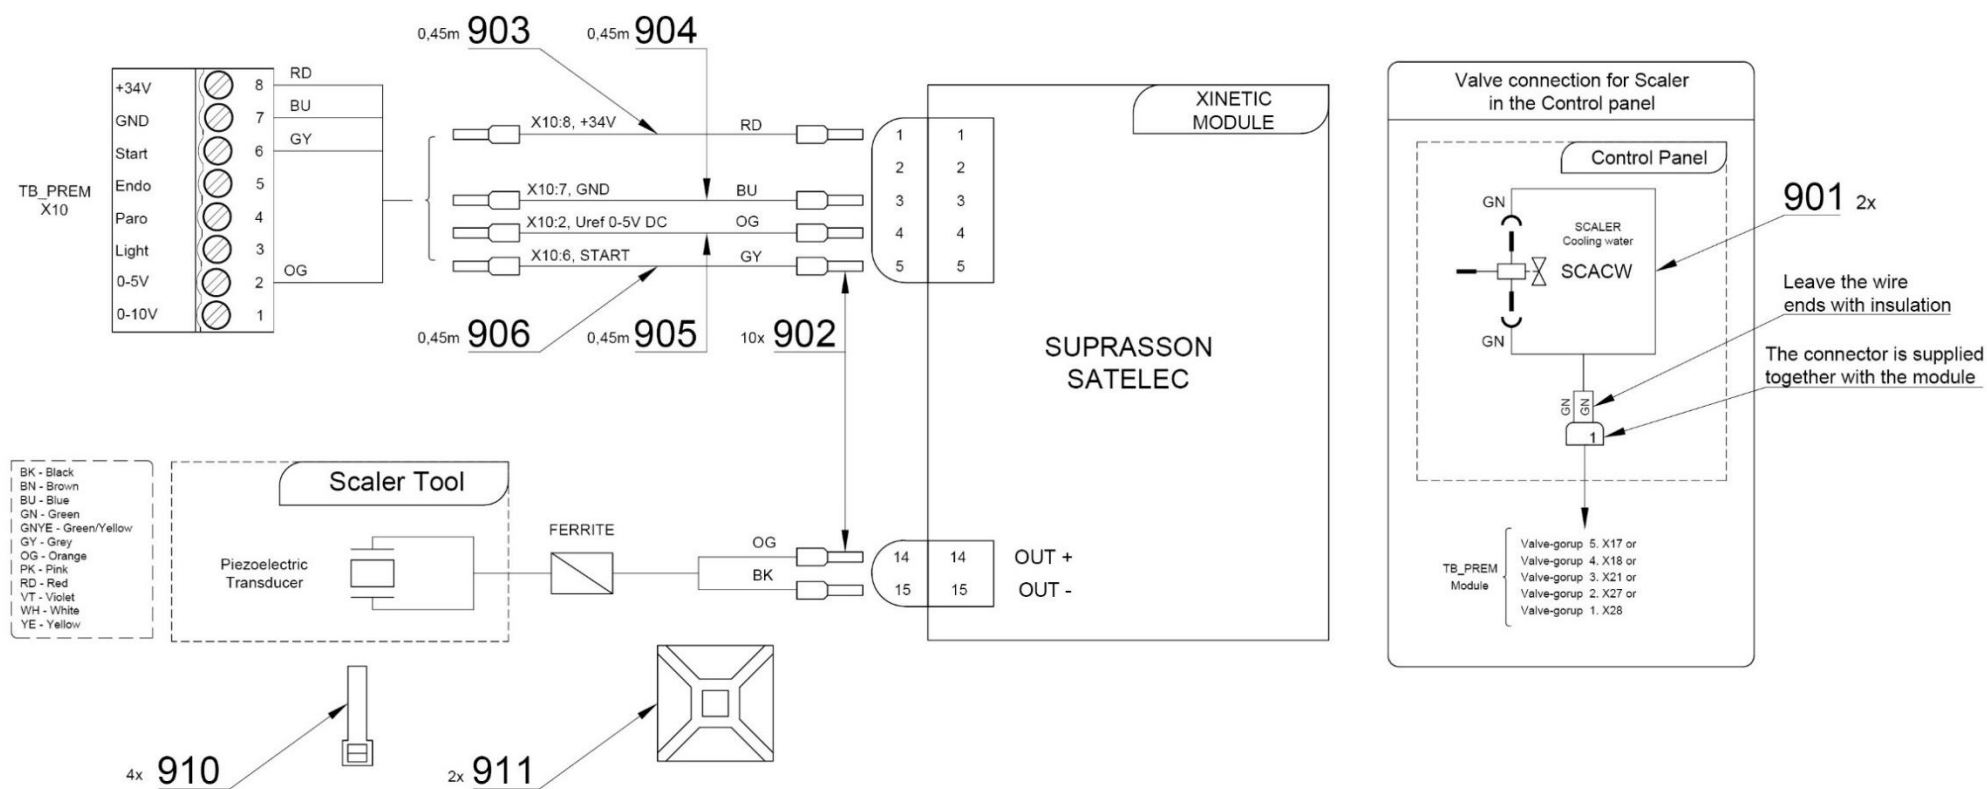 TB_PREM
X10
+34V 8 RD
GND 7 BU
Start 6 GY
Endo 5
Paro 4
Light 3
0-5V 2 OG
0-10V 1
0,45m 903
0,45m 904
X10:8, +34V RD
X10:7, GND BU
X10:2, Uref 0-5V DC OG
X10:6, START GY
0,45m 906
0,45m 905
10x 902
1 1
2 2
3 3
4 4
5 5
XINETIC
MODULE
SUPRASSON
SATELEC
14 14 OUT +
15 15 OUT -
BK - Black
BN - Brown
BU - Blue
GN - Green
GNYE - Green/Yellow
GY - Grey
OG - Orange
PK - Pink
RD - Red
VT - Violet
WH - White
YE - Yellow
Scaler Tool
Piezoelectric
Transducer
FERRITE
OG
BK
4x 910
2x 911
Valve connection for Scaler
in the Control panel
Control Panel
GN
SCALER
Cooling water
SCACW
GN
901 2x
Leave the wire
ends with insulation
The connector is supplied
together with the module
GN
GN
1
TB_PREM
Module
Valve-gorup 5. X17 or
Valve-gorup 4. X18 or
Valve-gorup 3. X21 or
Valve-gorup 2. X27 or
Valve-gorup 1. X28